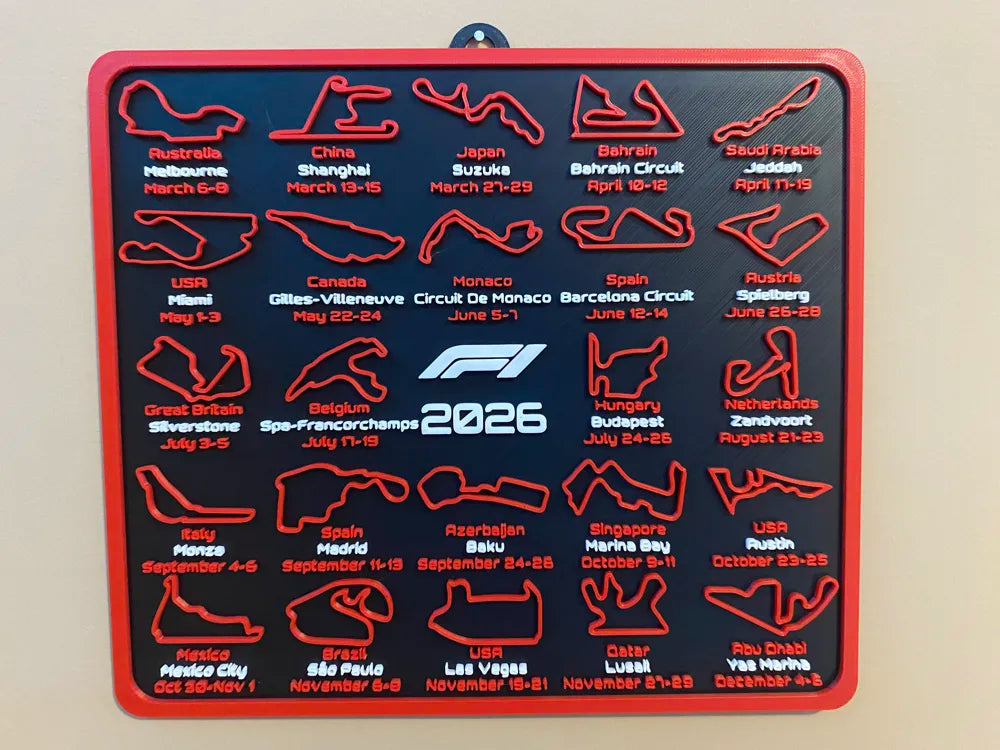 Australia
Melbourne
March 6-8
China
Shanghai
March 13-15
Japan
Suzuka
March 27-29
Bahrain
Bahrain Circuit
April 10-12
Saudi Arabia
Jeddah
April 17-19
USA
Miami
May 1-3
Canada
Gilles-Villeneuve
May 22-24
Monaco
Circuit De Monaco
June 5-7
Spain
Barcelona Circuit
June 12-14
Austria
Spielberg
June 26-28
Great Britain
Silverstone
July 3-5
Belgium
Spa-Francorchamps
July 17-19
F1
2026
Hungary
Budapest
July 24-26
Netherlands
Zandvoort
August 21-23
Italy
Monza
September 4-6
Spain
Madrid
September 11-13
Azerbaijan
Baku
September 24-26
Singapore
Marina Bay
October 9-11
USA
Austin
October 23-25
Mexico
Mexico City
Oct 30-Nov 1
Brazil
São Paulo
November 6-8
USA
Las Vegas
November 19-21
Qatar
Lusail
November 27-29
Abu Dhabi
Yas Marina
December 4-6